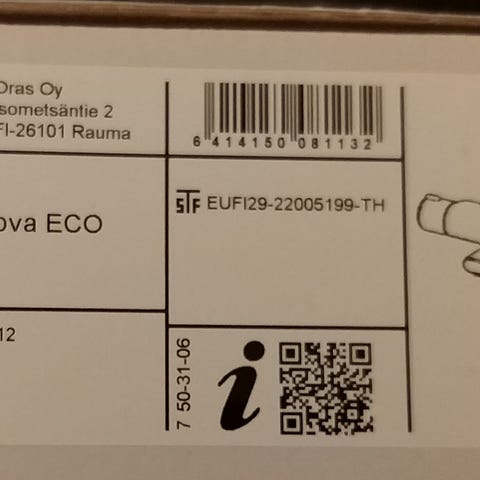 Oras Oy
sometsäntie 2
FI-26101 Rauma
6 414150 081132
STF EUFI29-22005199-TH
ova ECO
12
7 50-31-06
i